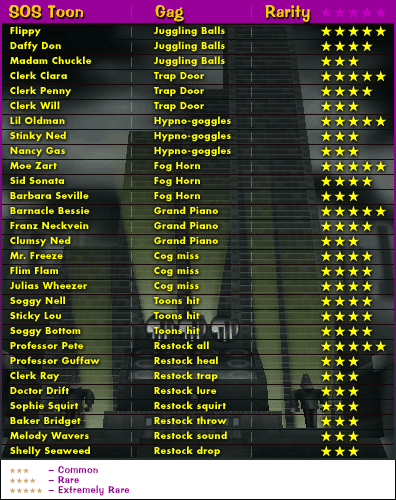 SOS Toon Gag Rarity ★★★★★
Flippy Juggling Balls ★★★★★
Daffy Don Juggling Balls ★★★★
Madam Chuckle Juggling Balls ★★★
Clerk Clara Trap Door ★★★★★
Clerk Penny Trap Door ★★★★
Clerk Will Trap Door ★★★
Lil Oldman Hypno-goggles ★★★★★
Stinky Ned Hypno-goggles ★★★
Nancy Gas Hypno-goggles ★★★
Moe Zart Fog Horn ★★★★★
Sid Sonata Fog Horn ★★★★
Barbara Seville Fog Horn ★★★
Barnacle Bessie Grand Piano ★★★★★
Franz Neckvein Grand Piano ★★★★
Clumsy Ned Grand Piano ★★★
Mr. Freeze Cog miss ★★★★
Flim Flam Cog miss ★★★★
Julias Wheezer Cog miss ★★★★
Soggy Nell Toons hit ★★★★
Sticky Lou Toons hit ★★★★
Soggy Bottom Toons hit ★★★★
Professor Pete Restock all ★★★★★
Professor Guffaw Restock heal ★★★
Clerk Ray Restock trap ★★★
Doctor Drift Restock lure ★★★
Sophie Squirt Restock squirt ★★★
Baker Bridget Restock throw ★★★
Melody Wavers Restock sound ★★★
Shelly Seaweed Restock drop ★★★
★★★ – Common
★★★★ – Rare
★★★★★ – Extremely Rare